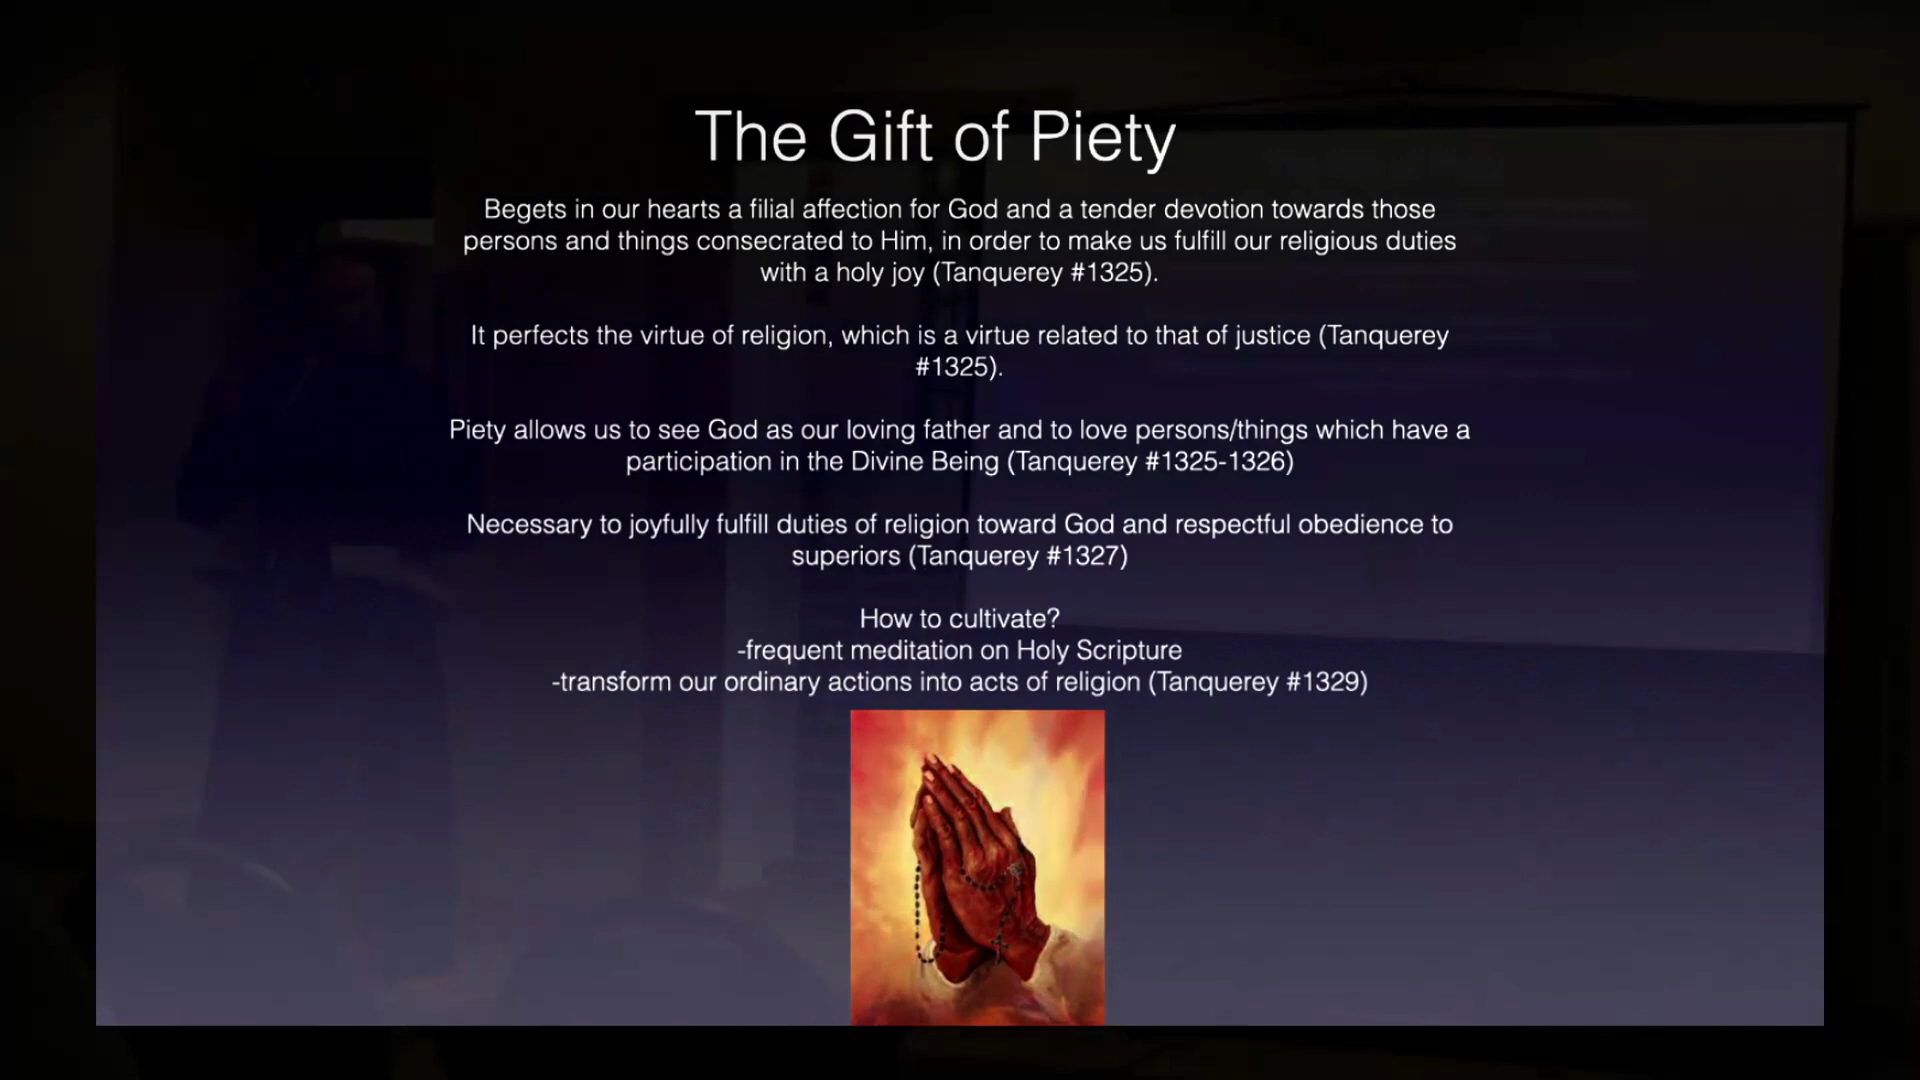 The Gift of Piety
Begets in our hearts a filial affection for God and a tender devotion towards those
persons and things consecrated to Him, in order to make us fulfill our religious duties
with a holy joy (Tanquerey #1325).
It perfects the virtue of religion, which is a virtue related to that of justice (Tanquerey
#1325).
Piety allows us to see God as our loving father and to love persons/things which have a
participation in the Divine Being (Tanquerey #1325-1326)
Necessary to joyfully fulfill duties of religion toward God and respectful obedience to
superiors (Tanquerey #1327)
How to cultivate?
-frequent meditation on Holy Scripture
-transform our ordinary actions into acts of religion (Tanquerey #1329)